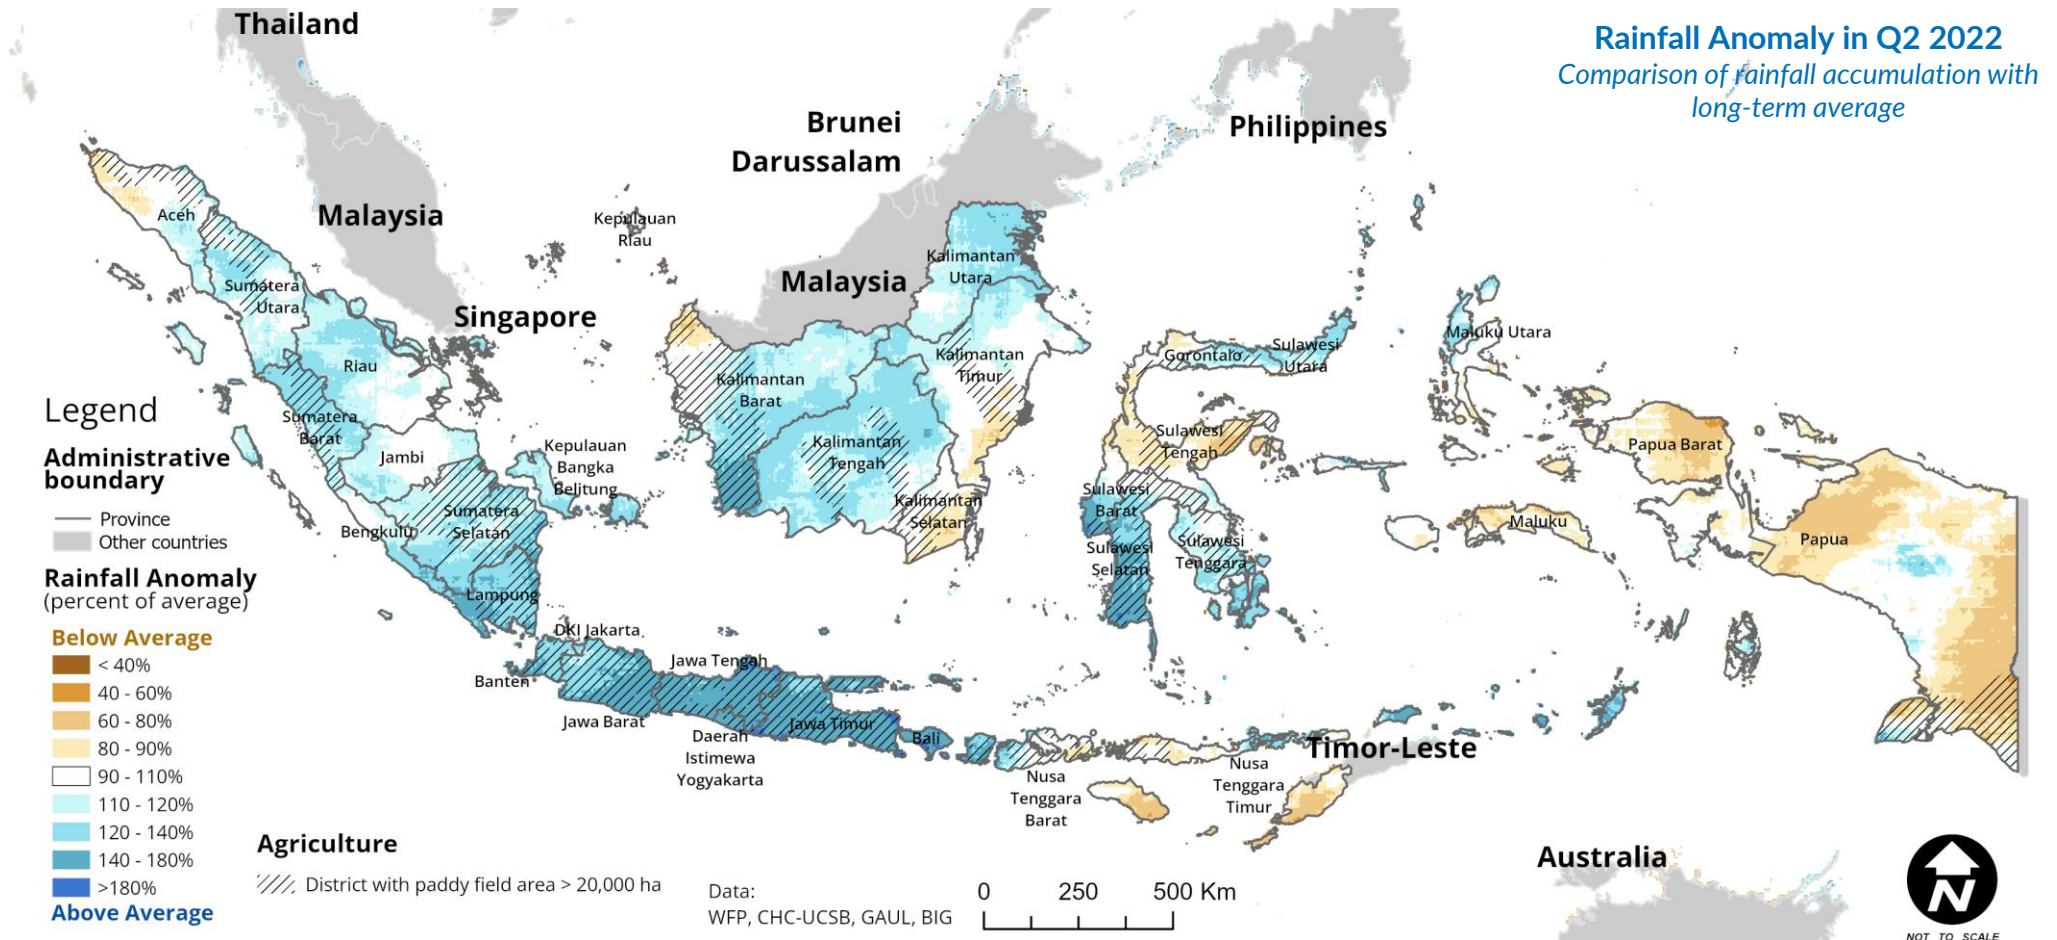 Rainfall Anomaly in Q2 2022
Comparison of rainfall accumulation with
long-term average
Thailand
Malaysia
Singapore
Brunei
Darussalam
Malaysia
Philippines
Timor-Leste
Australia
Aceh
Sumatera
Utara
Riau
Kepulauan
Riau
Sumatera
Barat
Jambi
Kepulauan
Bangka
Belitung
Bengkulu
Sumatera
Selatan
Lampung
DKI Jakarta
Banten
Jawa Barat
Jawa Tengah
Daerah
Istimewa
Yogyakarta
Jawa Timur
Bali
Nusa
Tenggara
Barat
Nusa
Tenggara
Timur
Kalimantan
Utara
Kalimantan
Timur
Kalimantan
Barat
Kalimantan
Tengah
Kalimantan
Selatan
Gorontalo
Sulawesi
Utara
Sulawesi
Tengah
Sulawesi
Barat
Sulawesi
Selatan
Sulawesi
Tenggara
Maluku Utara
Maluku
Papua Barat
Papua
Legend
Administrative
boundary
Province
Other countries
Rainfall Anomaly
(percent of average)
Below Average
< 40%
40 - 60%
60 - 80%
80 - 90%
90 - 110%
110 - 120%
120 - 140%
140 - 180%
>180%
Above Average
Agriculture
District with paddy field area > 20,000 ha
Data:
WFP, CHC-UCSB, GAUL, BIG
0 250 500 Km
N
NOT TO SCALE